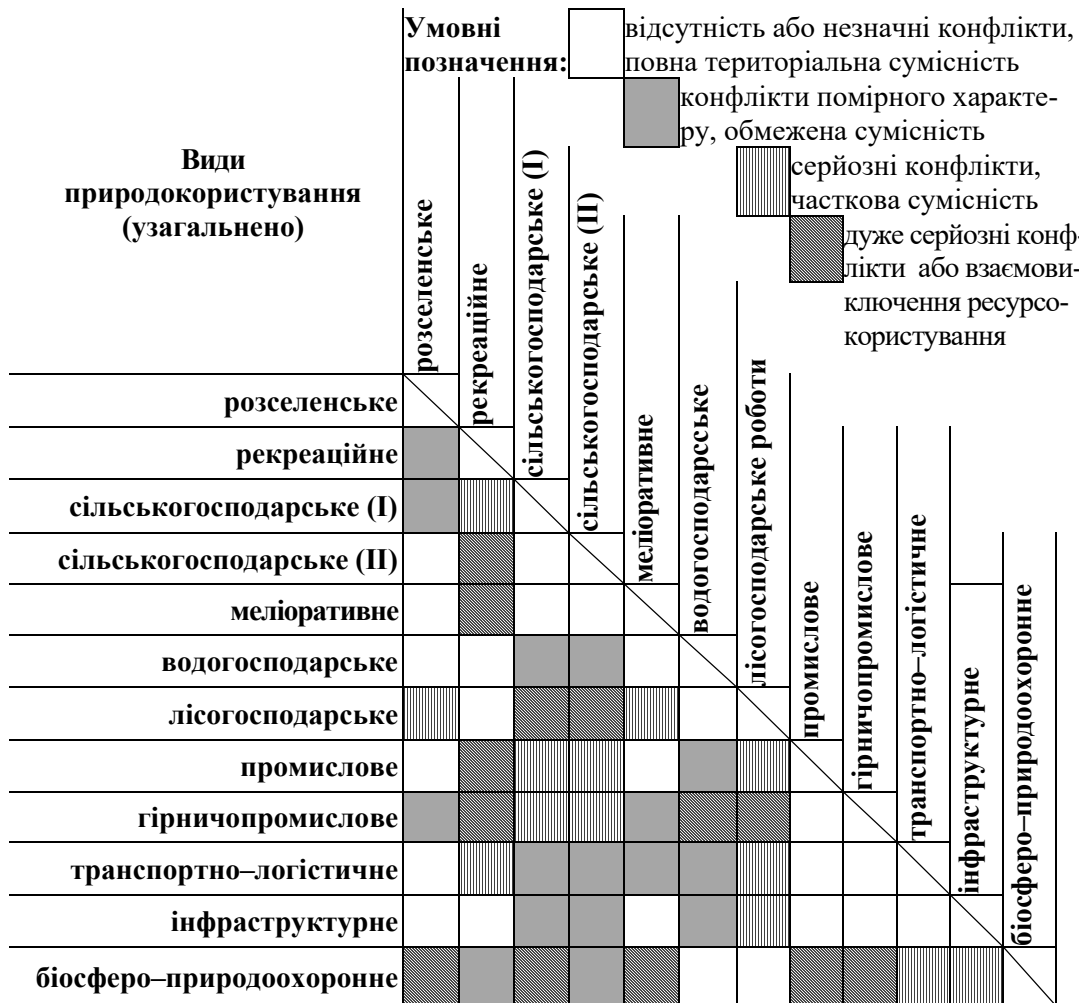 Умовні
позначення:
відсутність або незначні конфлікти,
повна територіальна сумісність
конфлікти помірного характе-
ру, обмежена сумісність
серйозні конфлікти,
часткова сумісність
дуже серйозні конф-
лікти або взаємови-
ключення ресурсо-
користування
Види
природокористування
(узагальнено)
розселенське
рекреаційне
сільськогосподарське (І)
сільськогосподарське (ІІ)
меліоративне
водогосподарсське
лісогосподарське роботи
промислове
гірничопромислове
транспортно–логістичне
інфраструктурне
біосферо–природоохоронне
розселенське
рекреаційне
сільськогосподарське (І)
сільськогосподарське (ІІ)
меліоративне
водогосподарське
лісогосподарське
промислове
гірничопромислове
транспортно–логістичне
інфраструктурне
біосферо–природоохоронне